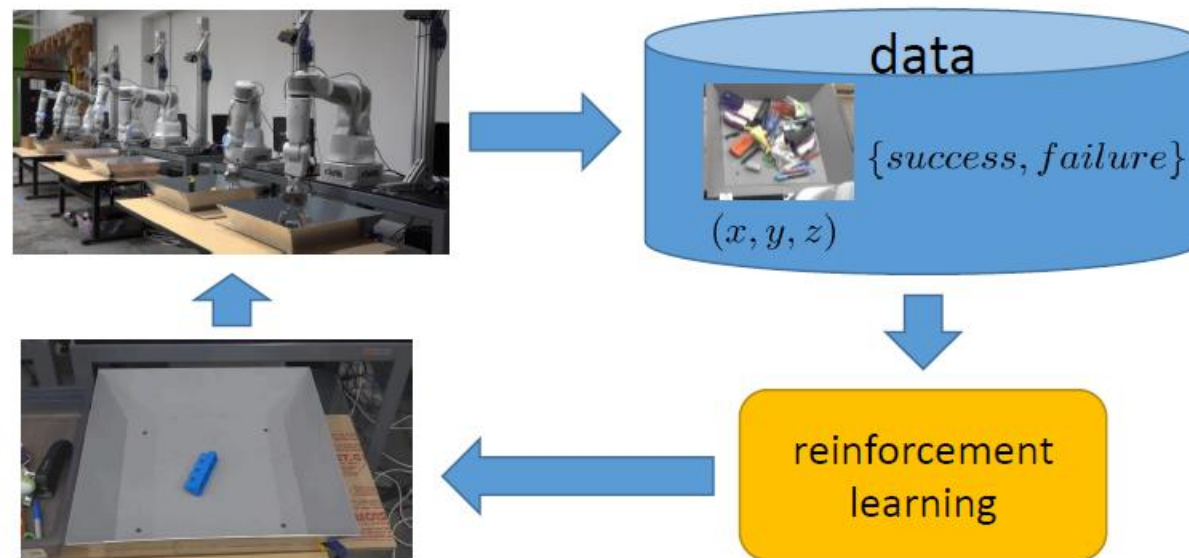 data
{success, failure}
(x, y, z)
reinforcement
learning